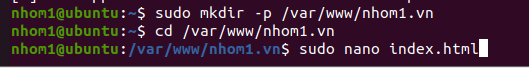 nhom1@ubuntu:~$ sudo mkdir -p /var/www/nhom1.vn
nhom1@ubuntu:~$ cd /var/www/nhom1.vn
nhom1@ubuntu:/var/www/nhom1.vn$ sudo nano index.html